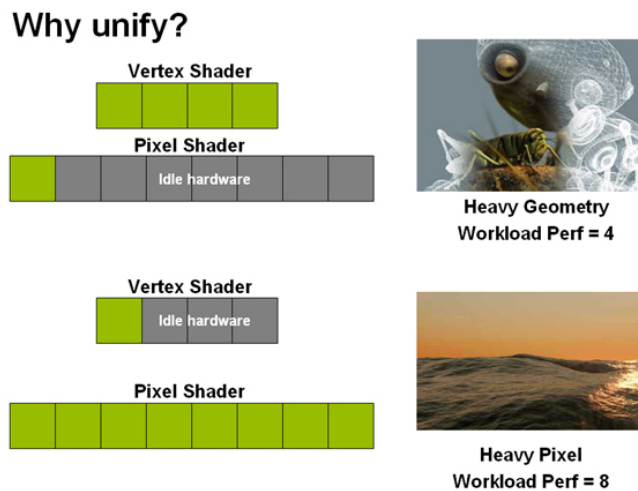 Why unify?
Vertex Shader
Pixel Shader
Idle hardware
Heavy Geometry
Workload Perf = 4
Vertex Shader
Idle hardware
Pixel Shader
Heavy Pixel
Workload Perf = 8